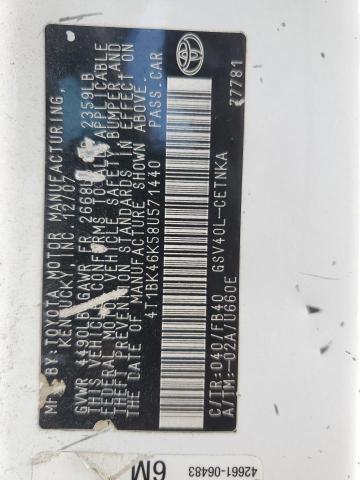 MFD BY: TOYOTA MOTOR MANUFACTURING,
KENTUCKY, INC. 12/07
GVWR 4490LB GAWR FR 2668LB 2359LB
THIS VEHICLE CONFORMS TO ALL APPLICABLE
FEDERAL MOTOR VEHICLE SAFETY, BUMPER AND
THEFT PREVENTION STANDARDS IN EFFECT ON
THE DATE OF MANUFACTURE SHOWN ABOVE.
4T1BK46K58U571440 PASS.CAR
C/TR:040/FB40 GSV40L-CETNKA
A/TM:-02A/U660E
77781
42661-06483
6M